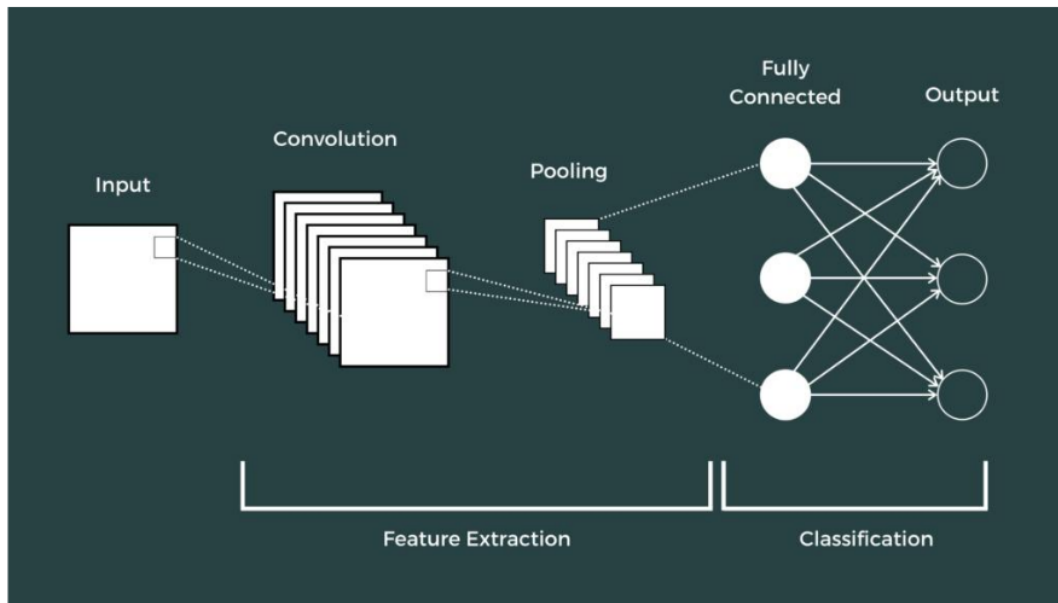 Input
Convolution
Pooling
Fully
Connected
Output
Feature Extraction
Classification